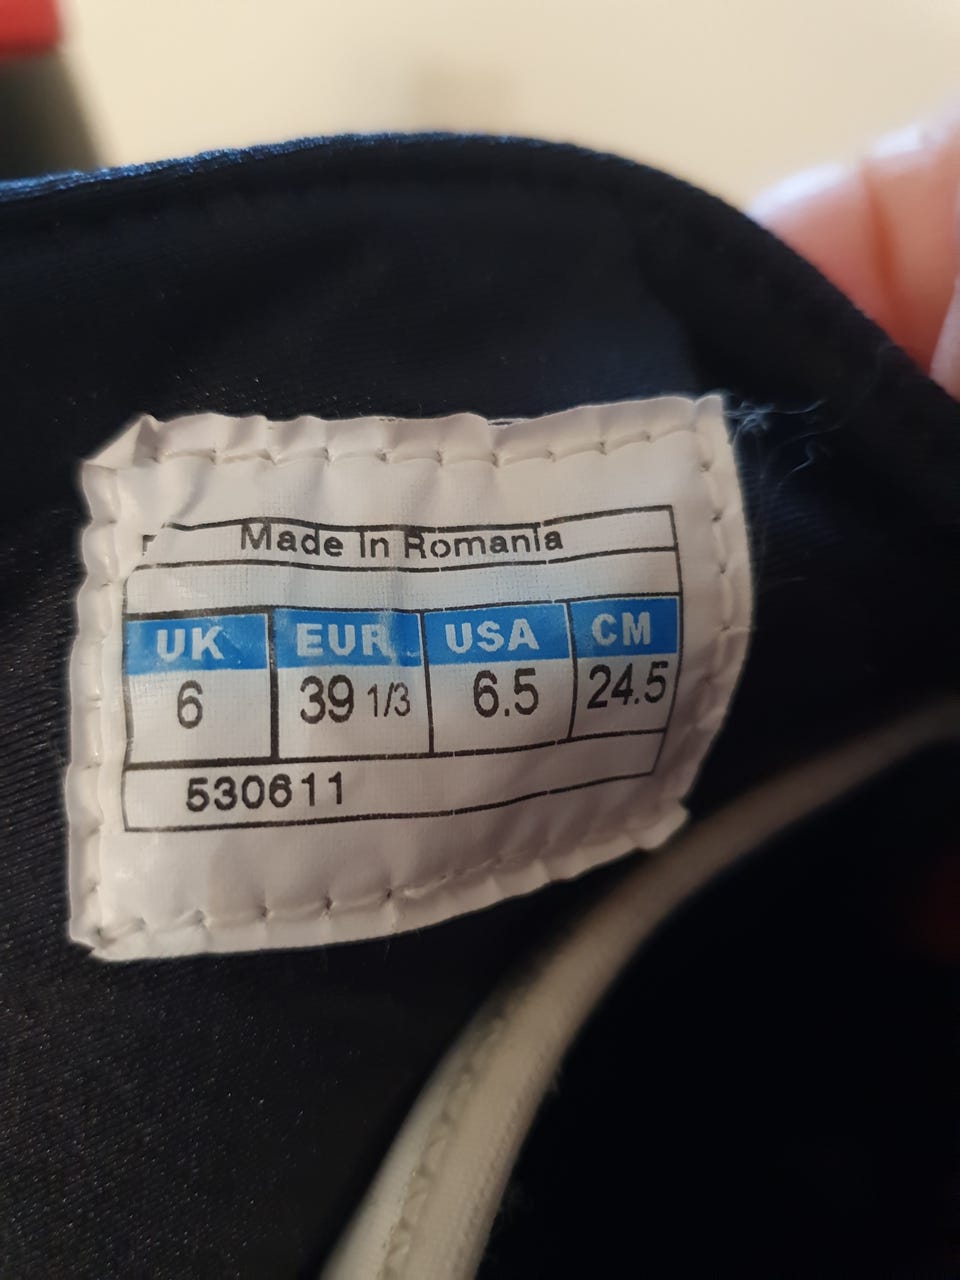 Made In Romania
UK EUR USA CM
6 39 1/3 6.5 24.5
530611